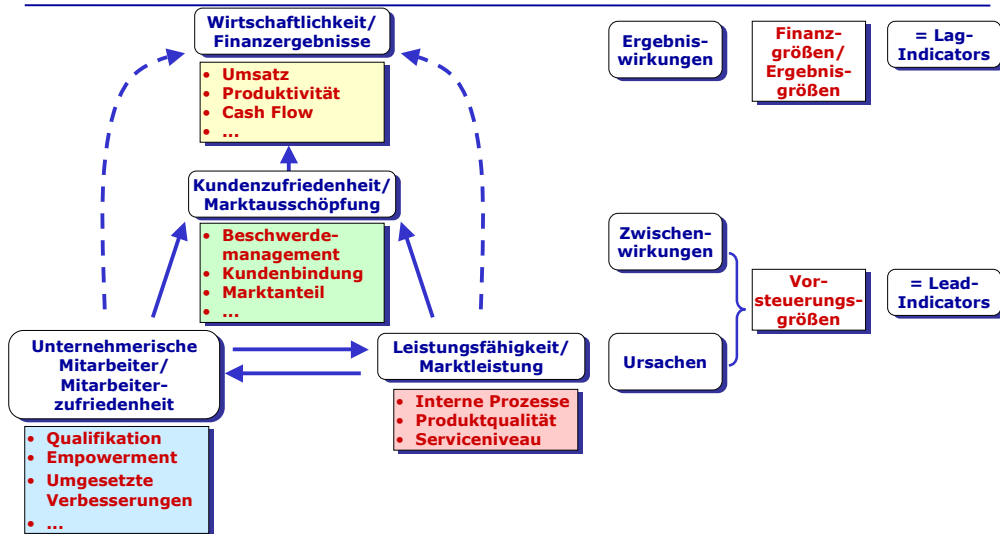 Wirtschaftlichkeit/
Finanzergebnisse
• Umsatz
• Produktivität
• Cash Flow
• ...
Kundenzufriedenheit/
Marktausschöpfung
• Beschwerde-
management
• Kundenbindung
• Marktanteil
• ...
Unternehmerische
Mitarbeiter/
Mitarbeiter-
zufriedenheit
• Qualifikation
• Empowerment
• Umgesetzte
Verbesserungen
• ...
Leistungsfähigkeit/
Marktleistung
• Interne Prozesse
• Produktqualität
• Serviceniveau
Ergebnis-
wirkungen
Finanz-
größen/
Ergebnis-
größen
= Lag-
Indicators
Zwischen-
wirkungen
Ursachen
Vor-
steuerungs-
größen
= Lead-
Indicators